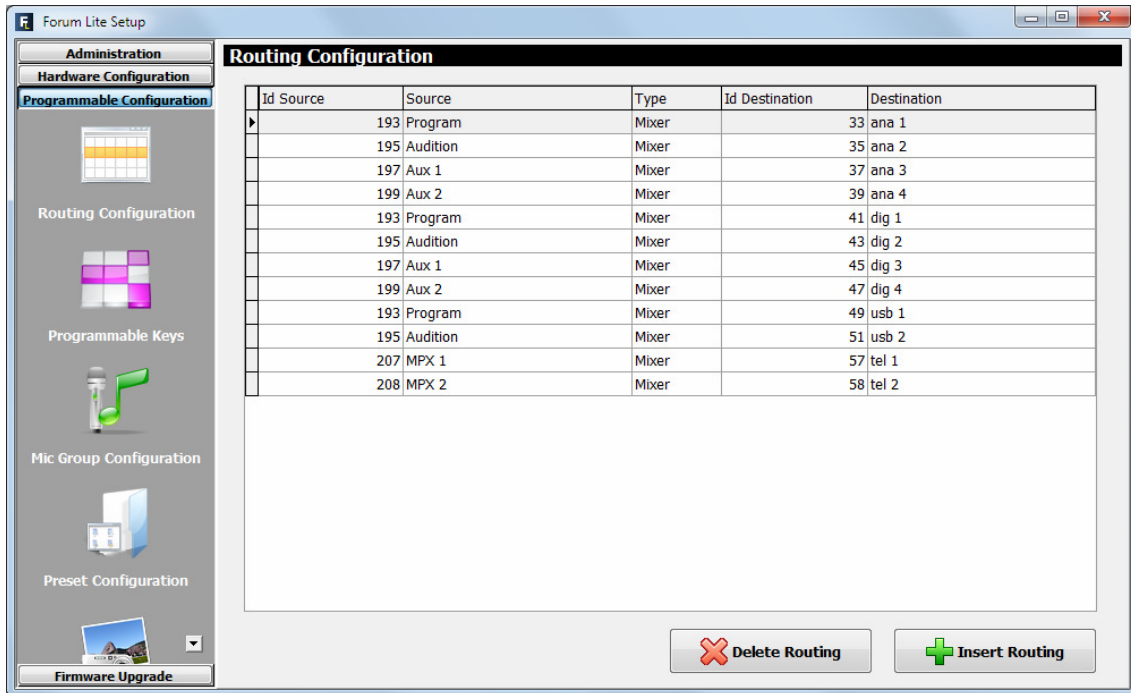 Forum Lite Setup
Administration
Hardware Configuration
Programmable Configuration
Routing Configuration
Programmable Keys
Mic Group Configuration
Preset Configuration
Firmware Upgrade
Routing Configuration
Id Source Source Type Id Destination Destination
193 Program Mixer 33 ana 1
195 Audition Mixer 35 ana 2
197 Aux 1 Mixer 37 ana 3
199 Aux 2 Mixer 39 ana 4
193 Program Mixer 41 dig 1
195 Audition Mixer 43 dig 2
197 Aux 1 Mixer 45 dig 3
199 Aux 2 Mixer 47 dig 4
193 Program Mixer 49 usb 1
195 Audition Mixer 51 usb 2
207 MPX 1 Mixer 57 tel 1
208 MPX 2 Mixer 58 tel 2
Delete Routing Insert Routing